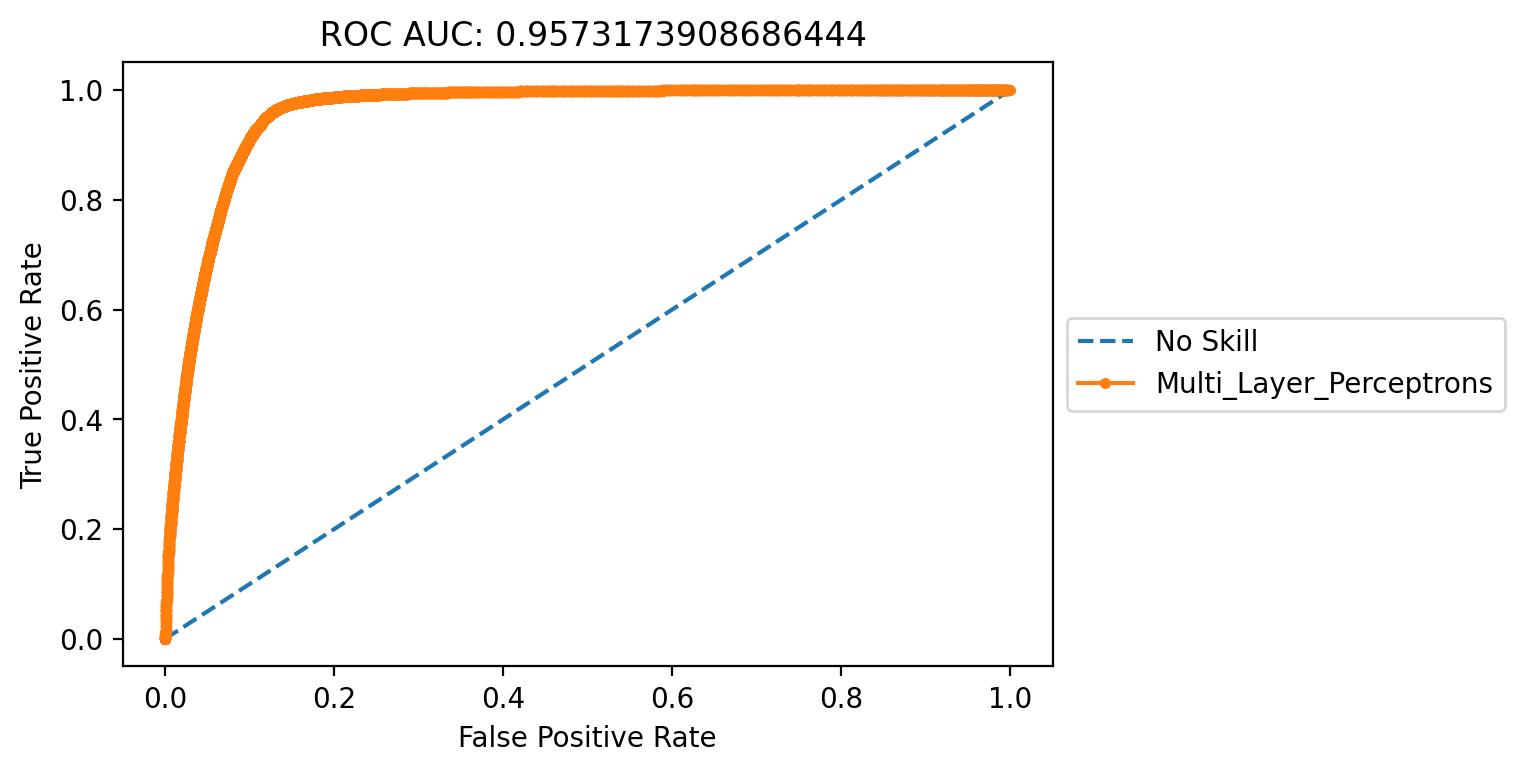 ROC AUC: 0.9573173908686444
1.0
0.8
0.6
0.4
0.2
0.0
True Positive Rate
0.0 0.2 0.4 0.6 0.8 1.0
False Positive Rate
No Skill
Multi_Layer_Perceptrons